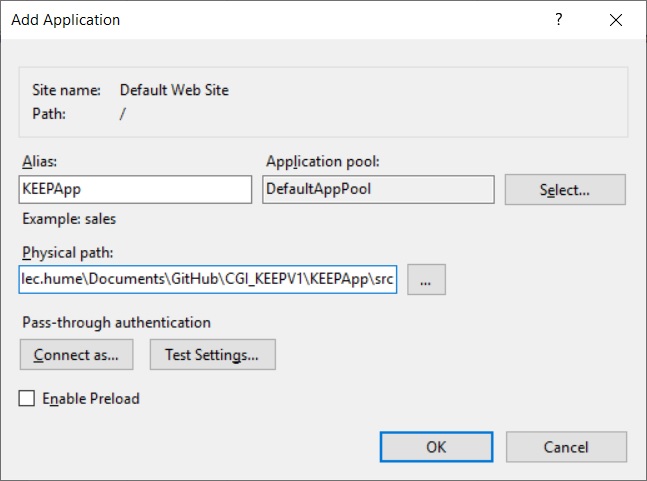 Add Application
?
Site name: Default Web Site
Path: /
Alias: Application pool:
KEEPApp DefaultAppPool Select...
Example: sales
Physical path:
lec.hume\Documents\GitHub\CGI_KEEPV1\KEEPApp\src ...
Pass-through authentication
Connect as... Test Settings...
Enable Preload
OK Cancel